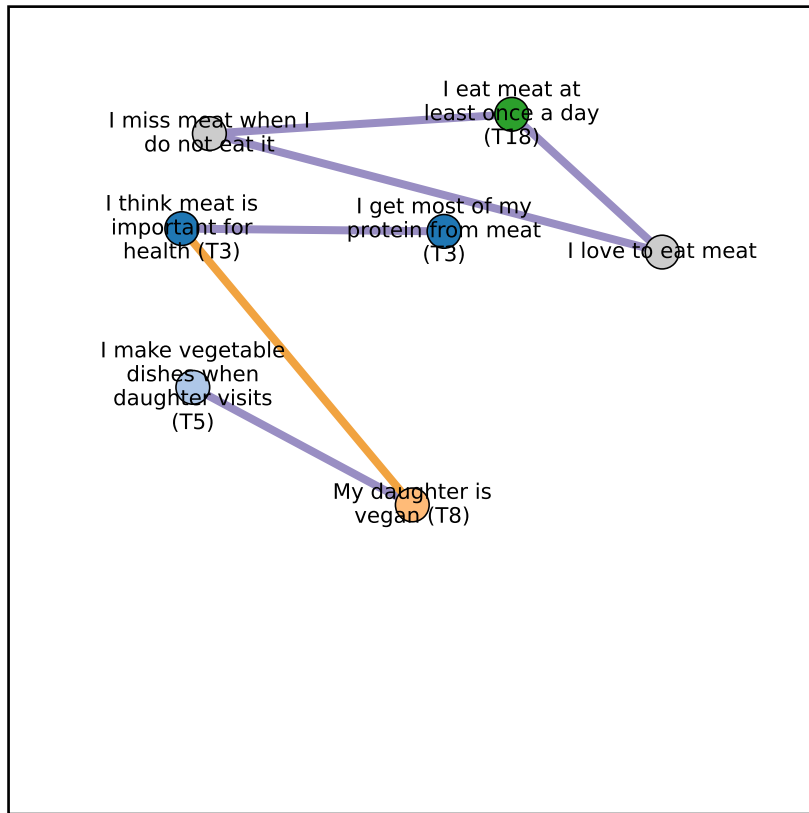 I eat meat at
least once a day
(T18)
I miss meat when I
do not eat it
I think meat is
important for
health (T3)
I get most of my
protein from meat
(T3)
I love to eat meat
I make vegetable
dishes when
daughter visits
(T5)
My daughter is
vegan (T8)